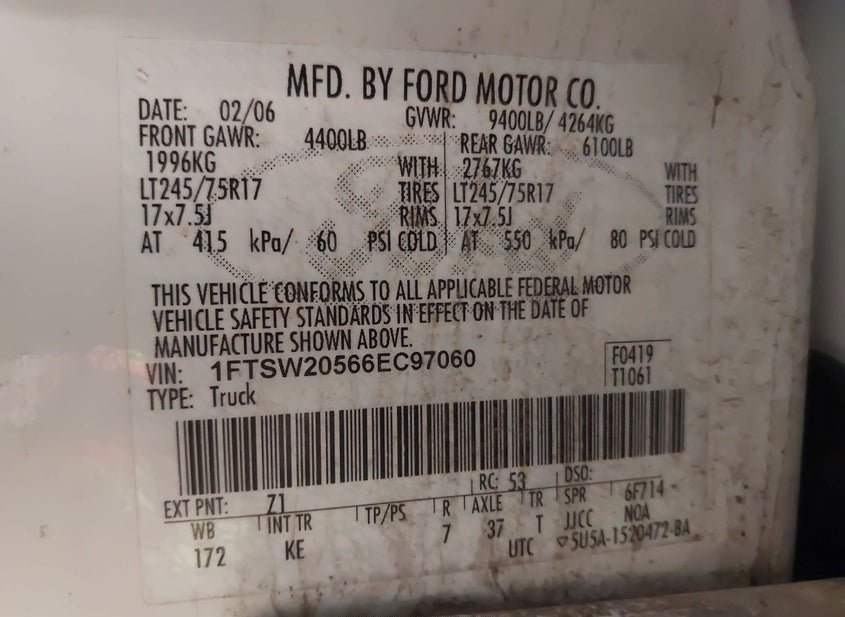 MFD. BY FORD MOTOR CO.
DATE: 02/06 GVWR: 9400LB/ 4264KG
FRONT GAWR: 4400LB REAR GAWR: 6100LB
1996KG WITH 2767KG WITH
LT245/75R17 TIRES LT245/75R17 TIRES
17x7.5J RIMS 17x7.5J RIMS
AT 415 kPa/ 60 PSI COLD AT 550 kPa/ 80 PSI COLD
THIS VEHICLE CONFORMS TO ALL APPLICABLE FEDERAL MOTOR
VEHICLE SAFETY STANDARDS IN EFFECT ON THE DATE OF
MANUFACTURE SHOWN ABOVE.
VIN: 1FTSW20566EC97060 F0419
TYPE: Truck T1061
EXT PNT: Z1 RC: 53 DSO:
WB INT TR TP/PS R AXLE TR SPR 6F714
172 KE 7 37 T JJCC NOA
UTC 5U5A-1520472-BA